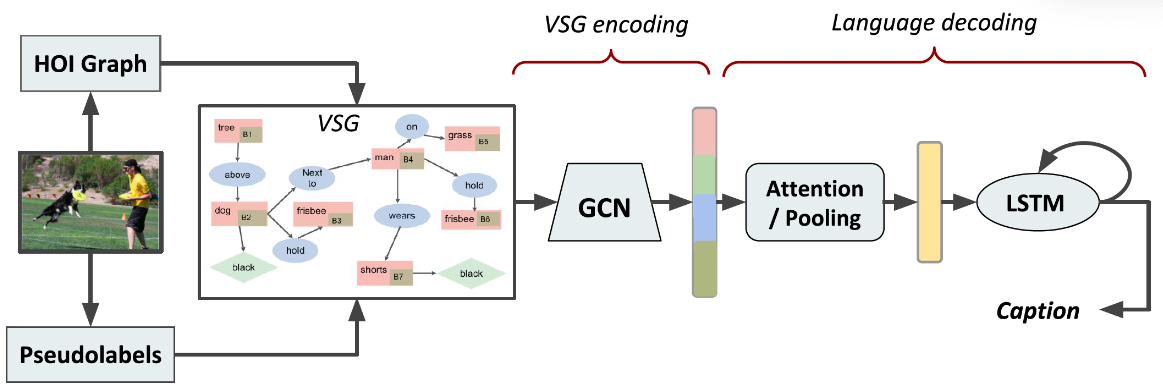 VSG encoding
Language decoding
HOI Graph
VSG
tree B1
on
grass B5
man B4
above
Next
to
hold
dog B2
frisbee B3
wears
frisbee B6
hold
black
shorts B7
black
GCN
Attention
/ Pooling
LSTM
Caption
Pseudolabels